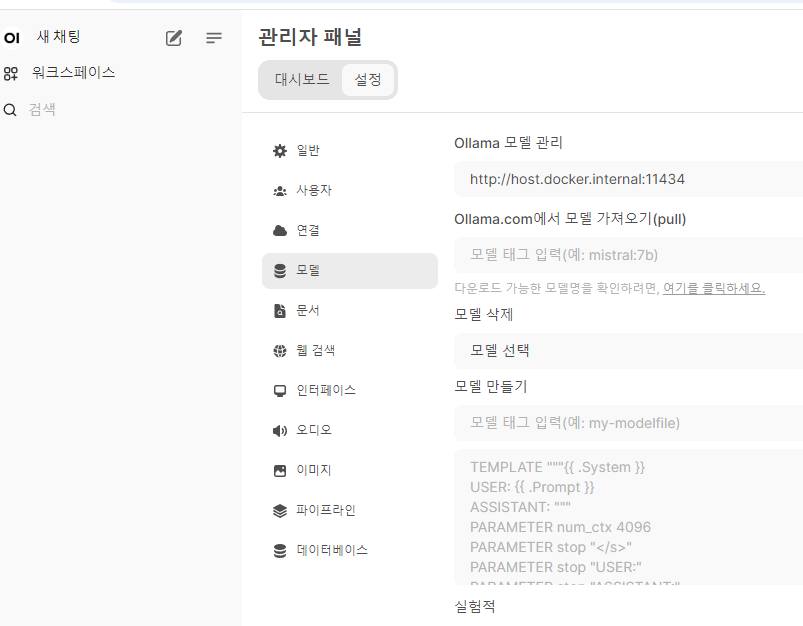 OI 새 채팅
워크스페이스
검색
관리자 패널
대시보드 설정
일반
사용자
연결
모델
문서
웹 검색
인터페이스
오디오
이미지
파이프라인
데이터베이스
Ollama 모델 관리
http://host.docker.internal:11434
Ollama.com에서 모델 가져오기(pull)
모델 태그 입력(예: mistral:7b)
다운로드 가능한 모델명을 확인하려면, 여기를 클릭하세요.
모델 삭제
모델 선택
모델 만들기
모델 태그 입력(예: my-modelfile)
TEMPLATE """{{ .System }}
USER: {{ .Prompt }}
ASSISTANT: """
PARAMETER num_ctx 4096
PARAMETER stop "</s>"
PARAMETER stop "USER:"
PARAMETER stop "ASSISTANT:"
실험적